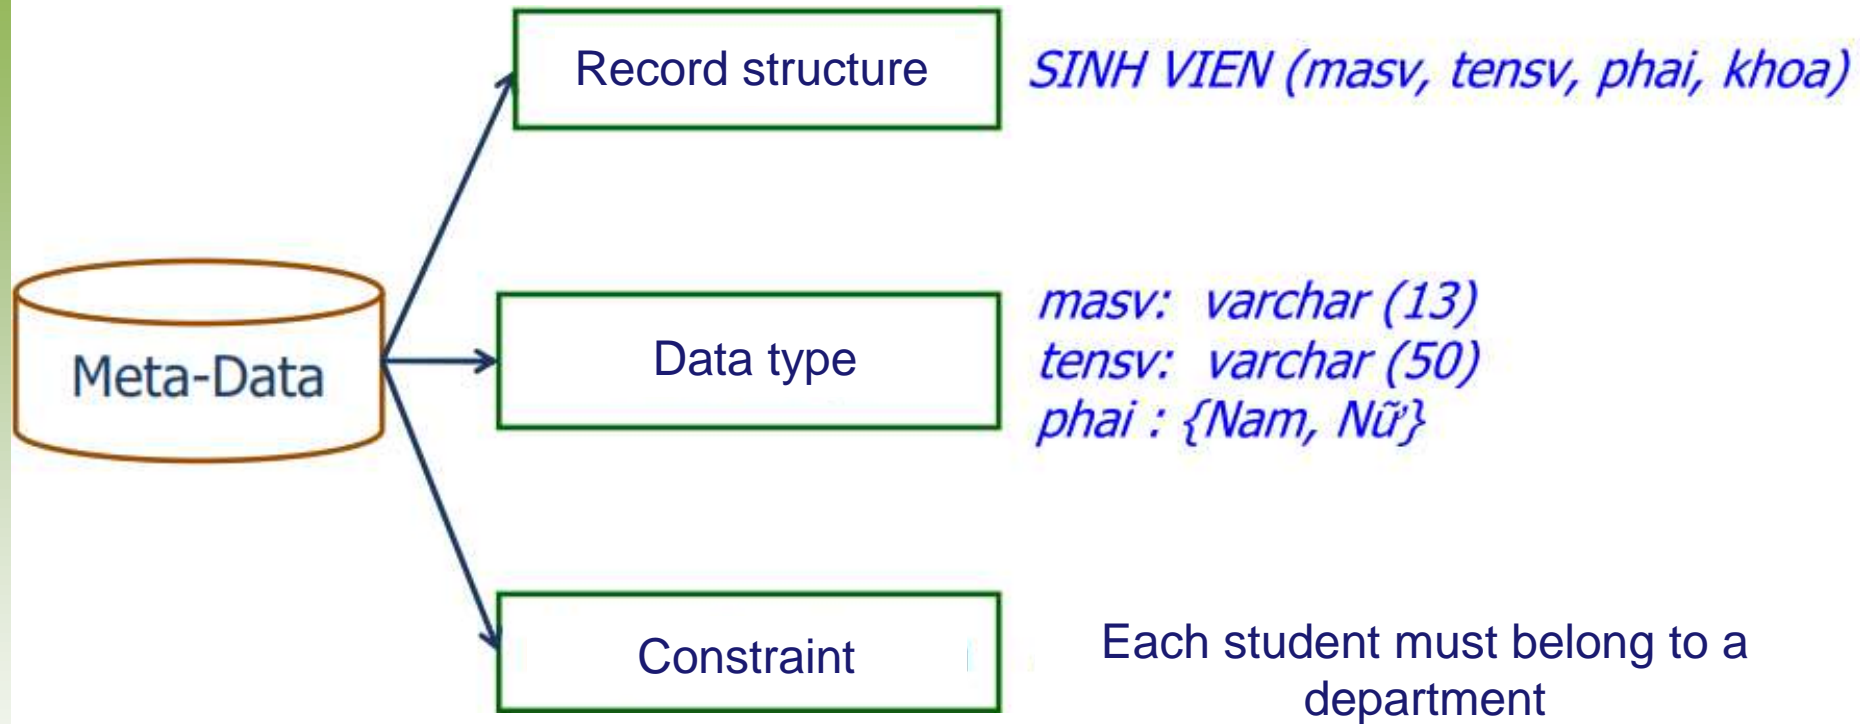 Record structure
SINH VIEN (masv, tensv, phai, khoa)
Meta-Data
Data type
masv: varchar (13)
tensv: varchar (50)
phai : {Nam, Nữ}
Constraint
Each student must belong to a
department